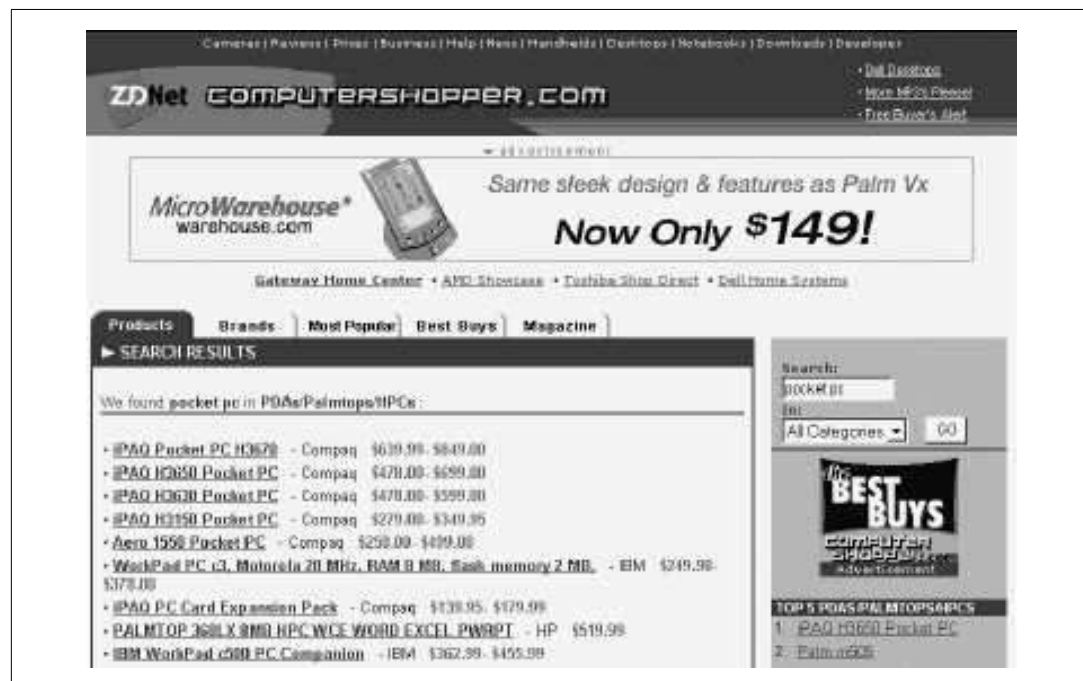 Cameras | Reviews | Prices | Business | Help | News | Handhelds | Desktops | Notebooks | Downloads | Developer
ZDNet COMPUTERSHOPPER.COM
• Dell Desktops
• More MP3's Please!
• Free Buyer's Alert
advertisement
MicroWarehouse
warehouse.com
Same sleek design & features as Palm Vx
Now Only $149!
Gateway Home Center • AMD Showcase • Toshiba Shop Direct • Dell Home Systems
Products Brands Most Popular Best Buys Magazine
SEARCH RESULTS
We found pocket pc in PDAs/Palmtops/HPCs :
• iPAQ Pocket PC H3670 - Compaq $639.99- $649.00
• iPAQ H3650 Pocket PC - Compaq $478.00- $699.00
• iPAQ H3630 Pocket PC - Compaq $478.00- $599.00
• iPAQ H3150 Pocket PC - Compaq $279.00- $349.95
• Aero 1550 Pocket PC - Compaq $250.00- $499.00
• WorkPad PC c3, Motorola 20 MHz, RAM 8 MB, flash memory 2 MB, - IBM $249.98-
$378.00
• iPAQ PC Card Expansion Pack - Compaq $139.95- $179.99
• PALMTOP 360LX 8MB HPC WCE WORD EXCEL PWRPT - HP $519.99
• IBM WorkPad c500 PC Companion - IBM $362.99- $455.99
Search:
pocket pc
In:
All Categories GO
BEST
BUYS
COMPUTER
SHOPPER.com
Advertisement
TOP 5 PDAS/PALMTOPS/HPCS
1. iPAQ H3650 Pocket PC
2. Palm m505